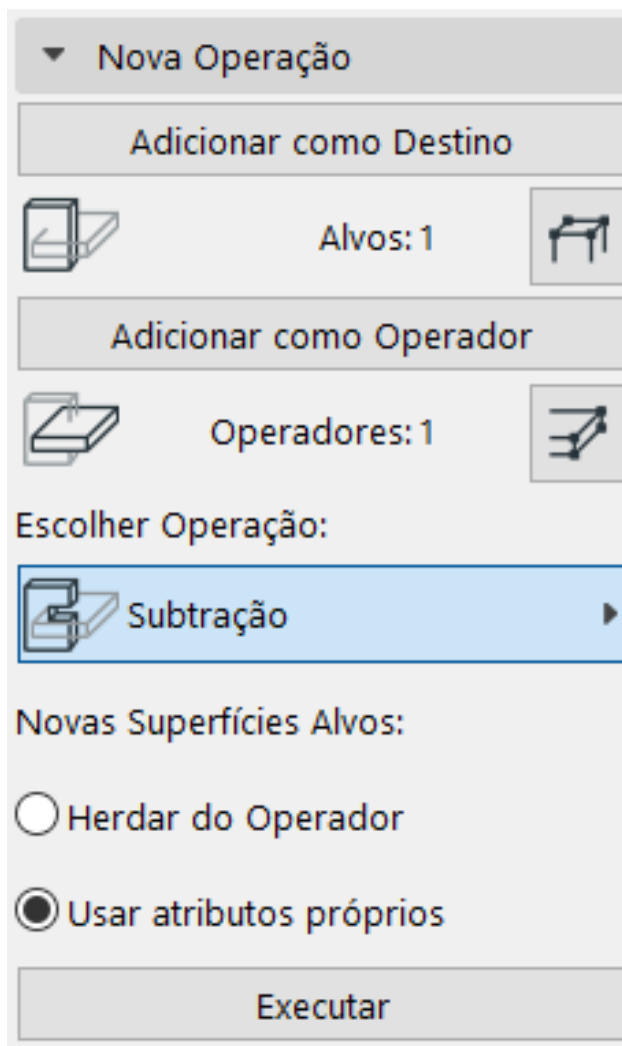 Nova Operação
Adicionar como Destino
Alvos: 1
Adicionar como Operador
Operadores: 1
Escolher Operação:
Subtração
Novas Superfícies Alvos:
Herdar do Operador
Usar atributos próprios
Executar